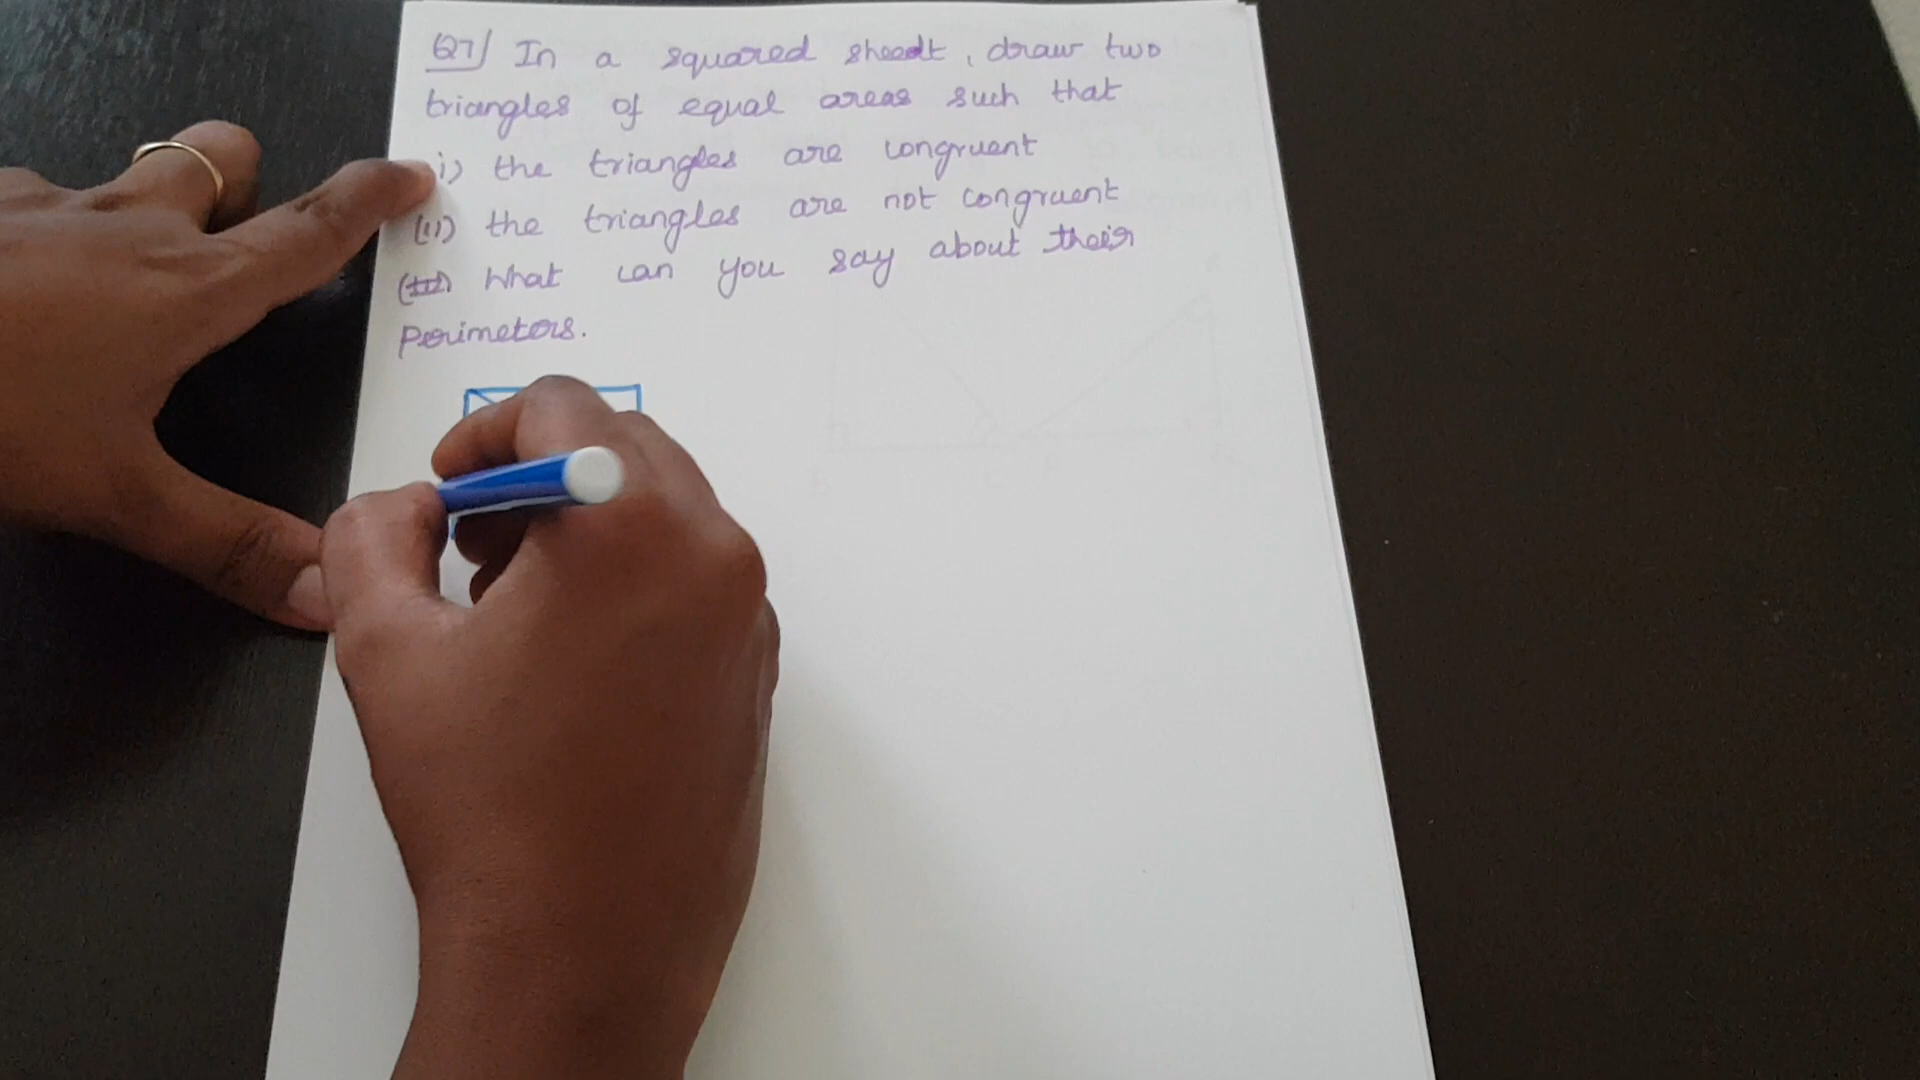 Q7/ In a squared sheet, draw two
triangles of equal areas such that
i) the triangles are congruent
(ii) the triangles are not congruent
(iii) What can you say about their
Perimeters.